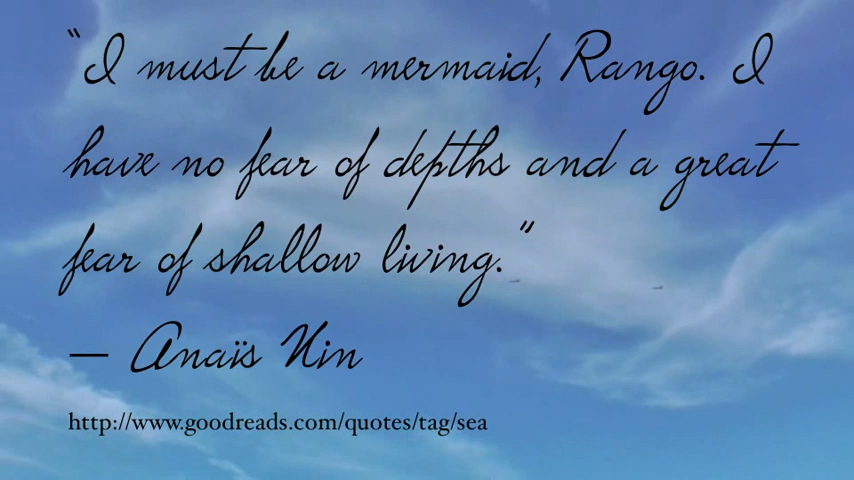 “I must be a mermaid, Rango. I
have no fear of depths and a great
fear of shallow living.”
— Anaïs Nin
http://www.goodreads.com/quotes/tag/sea